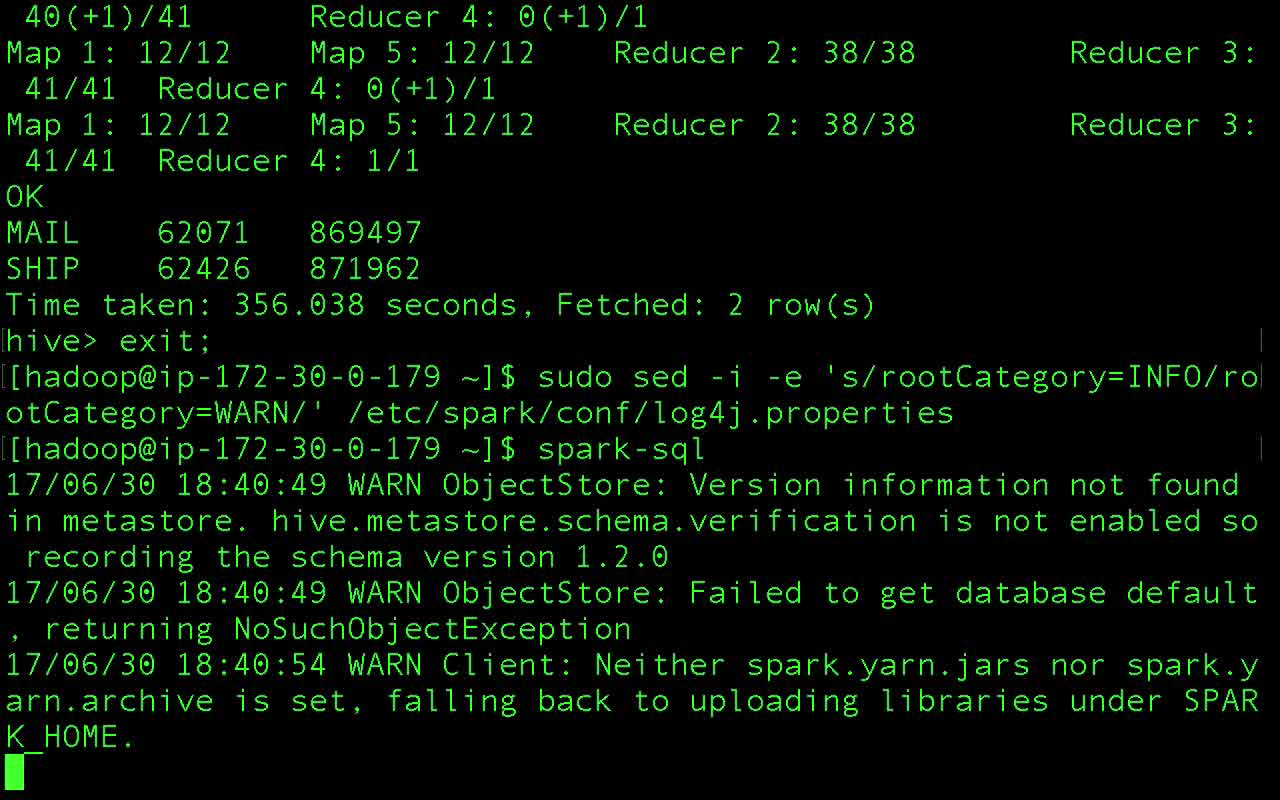 40(+1)/41 Reducer 4: 0(+1)/1
Map 1: 12/12 Map 5: 12/12 Reducer 2: 38/38 Reducer 3:
41/41 Reducer 4: 0(+1)/1
Map 1: 12/12 Map 5: 12/12 Reducer 2: 38/38 Reducer 3:
41/41 Reducer 4: 1/1
OK
MAIL 62071 869497
SHIP 62426 871962
Time taken: 356.038 seconds, Fetched: 2 row(s)
hive> exit;
[hadoop@ip-172-30-0-179 ~]$ sudo sed -i -e 's/rootCategory=INFO/ro
otCategory=WARN/' /etc/spark/conf/log4j.properties
[hadoop@ip-172-30-0-179 ~]$ spark-sql
17/06/30 18:40:49 WARN ObjectStore: Version information not found
in metastore. hive.metastore.schema.verification is not enabled so
recording the schema version 1.2.0
17/06/30 18:40:49 WARN ObjectStore: Failed to get database default
, returning NoSuchObjectException
17/06/30 18:40:54 WARN Client: Neither spark.yarn.jars nor spark.y
arn.archive is set, falling back to uploading libraries under SPAR
K_HOME.